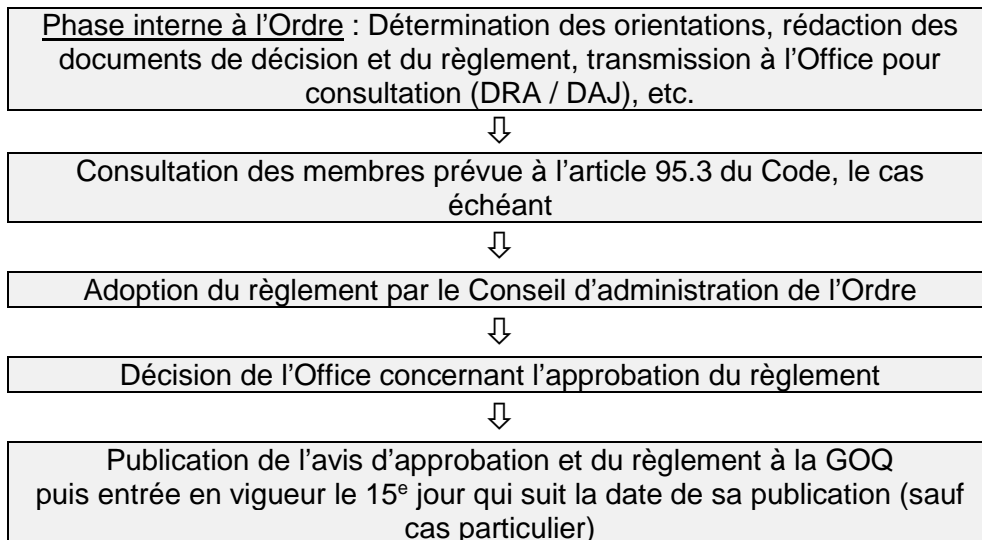 Phase interne à l’Ordre : Détermination des orientations, rédaction des
documents de décision et du règlement, transmission à l’Office pour
consultation (DRA / DAJ), etc.
⇩
Consultation des membres prévue à l’article 95.3 du Code, le cas
échéant
⇩
Adoption du règlement par le Conseil d’administration de l’Ordre
⇩
Décision de l’Office concernant l’approbation du règlement
⇩
Publication de l’avis d’approbation et du règlement à la GOQ
puis entrée en vigueur le 15e jour qui suit la date de sa publication (sauf
cas particulier)